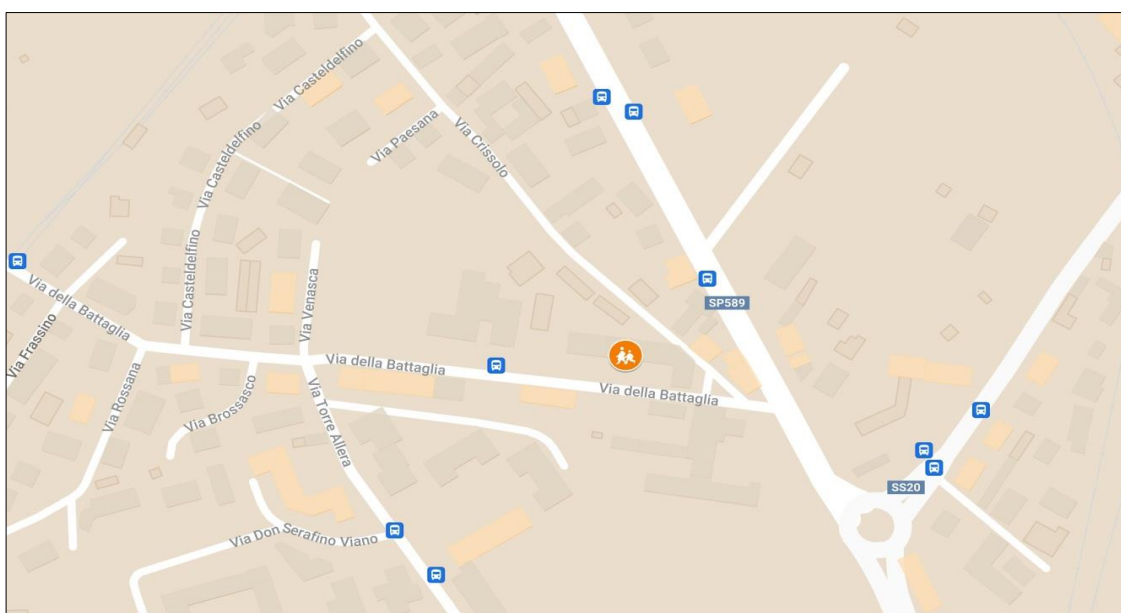 Via Casteldelfino
Via Casteldelfino
Via Paesana
Via Crissolo
Via Casteldelfino
Via della Battaglia
Via Venasca
SP589
Via Frassino
Via della Battaglia
Via della Battaglia
Via Rossana
Via Brossasco
Via Torre Allera
SS20
Via Don Serafino Viano